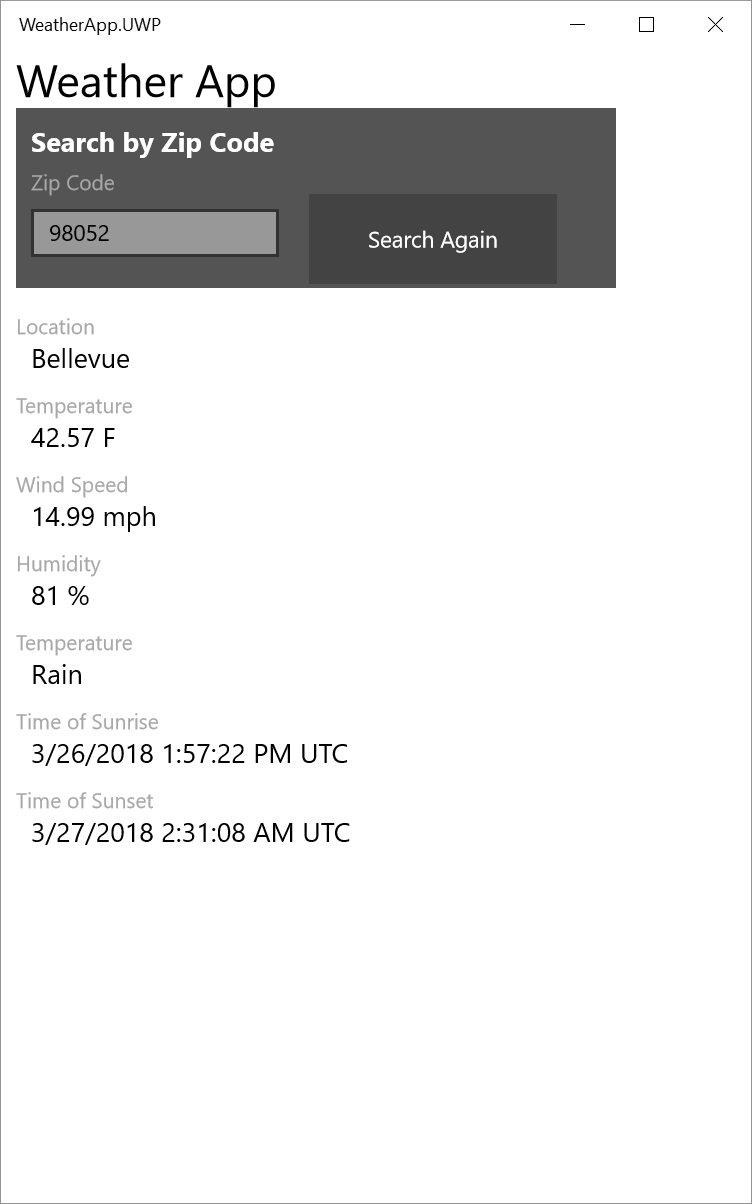 WeatherApp.UWP
Weather App
Search by Zip Code
Zip Code
98052
Search Again
Location
Bellevue
Temperature
42.57 F
Wind Speed
14.99 mph
Humidity
81 %
Temperature
Rain
Time of Sunrise
3/26/2018 1:57:22 PM UTC
Time of Sunset
3/27/2018 2:31:08 AM UTC